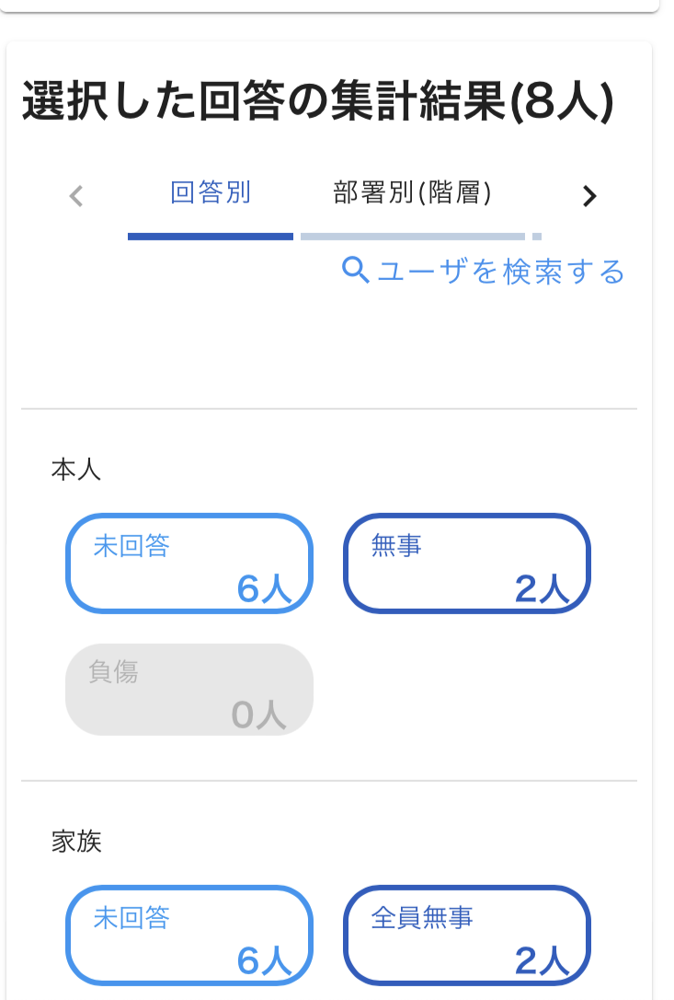 選択した回答の集計結果(8人)
回答別 部署別(階層)
ユーザを検索する
本人
未回答 無事
6人 2人
負傷
0人
家族
未回答 全員無事
6人 2人